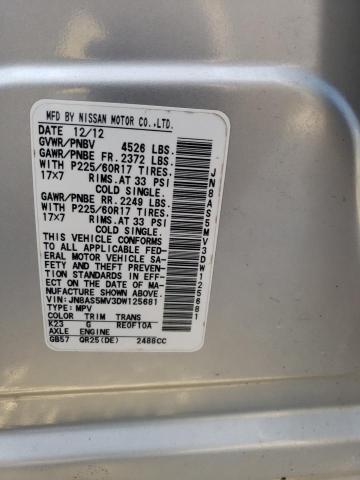 MFD BY NISSAN MOTOR CO.,LTD.
DATE 12/12
GVWR/PNBV 4526 LBS.
GAWR/PNBE FR. 2372 LBS.
WITH P225/60R17 TIRES,
17x7 RIMS. AT 33 PSI
COLD SINGLE.
GAWR/PNBE RR. 2249 LBS.
WITH P225/60R17 TIRES,
17x7 RIMS. AT 33 PSI
COLD SINGLE.
THIS VEHICLE CONFORMS TO
ALL APPLICABLE U.S. FED-
ERAL MOTOR VEHICLE SAF-
ETY AND THEFT PREVENTION
STANDARDS IN EFF-
ECT ON THE DATE OF MA-
NUFACTURE SHOWN ABOVE.
VIN: JN8AS5MV3DW125681
TYPE: MPV
COLOR TRIM TRANS
K23 G RE0F10A
AXLE ENGINE
GB57 QR25(DE) 2488CC
JN8AS5MV3DW125681